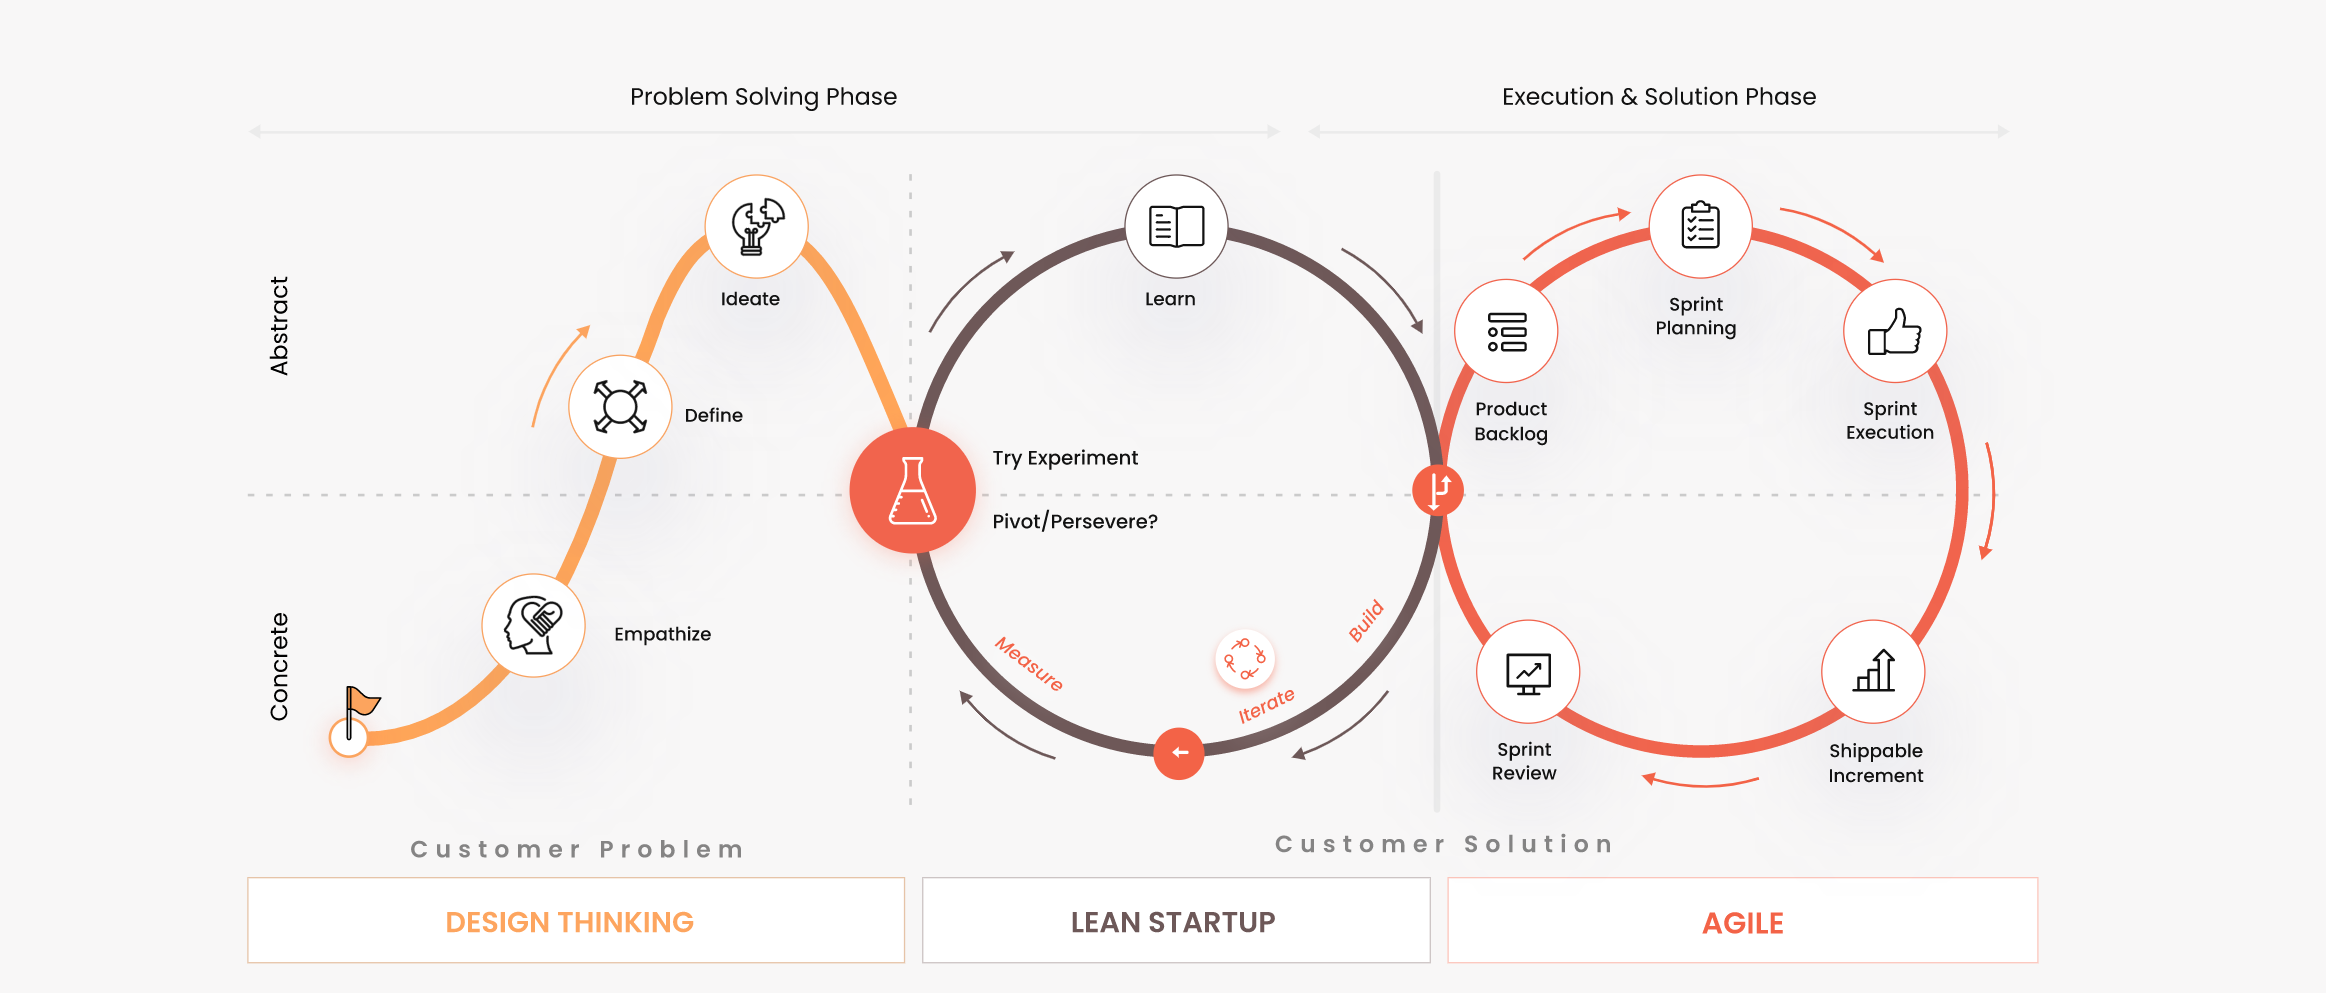 Problem Solving Phase
Execution & Solution Phase
Abstract
Concrete
Ideate
Define
Empathize
Learn
Try Experiment
Pivot/Persevere?
Measure
Iterate
Build
Product
Backlog
Sprint
Planning
Sprint
Execution
Sprint
Review
Shippable
Increment
Customer Problem
Customer Solution
DESIGN THINKING
LEAN STARTUP
AGILE